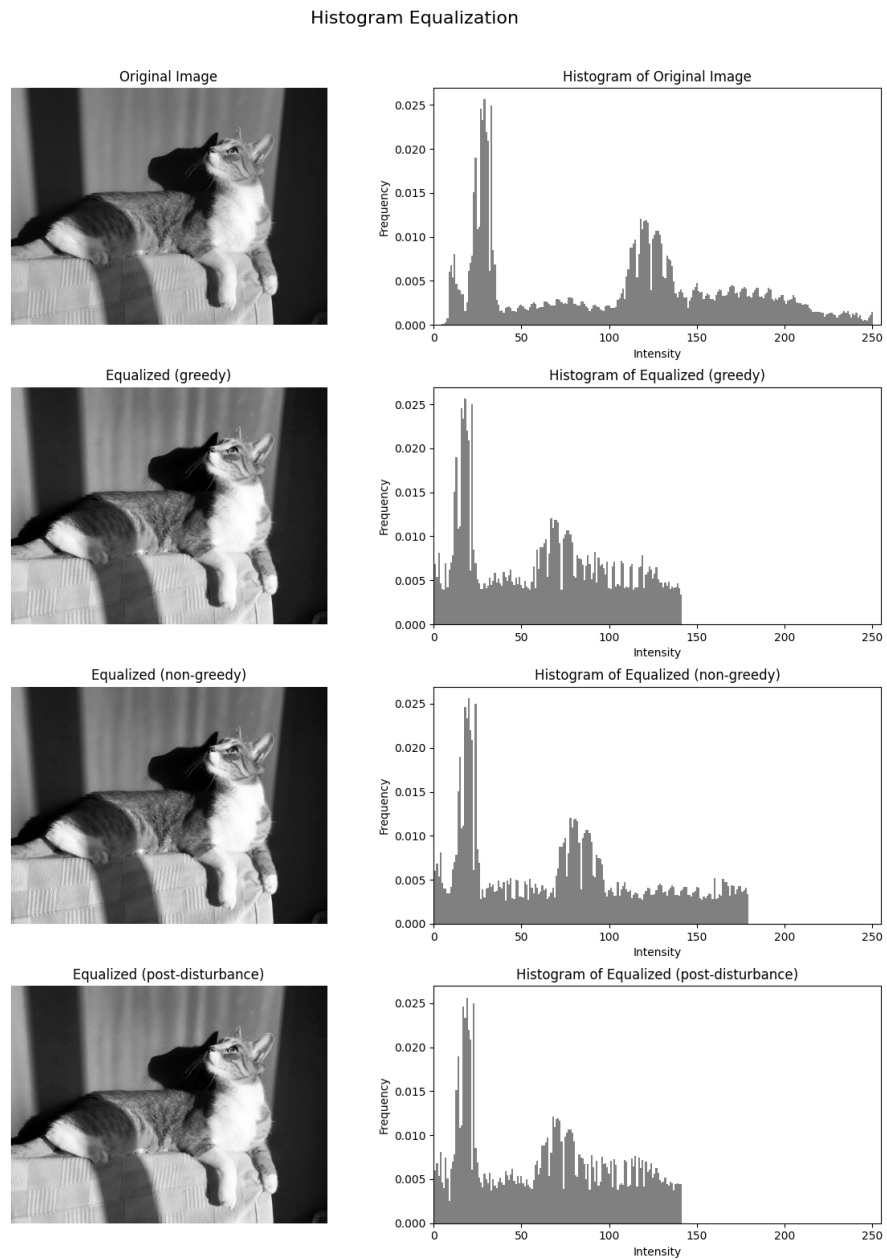 Histogram Equalization
Original Image
Histogram of Original Image
0.025
0.020
0.015
0.010
0.005
0.000
Frequency
0 50 100 150 200 250
Intensity
Equalized (greedy)
Histogram of Equalized (greedy)
0.025
0.020
0.015
0.010
0.005
0.000
Frequency
0 50 100 150 200 250
Intensity
Equalized (non-greedy)
Histogram of Equalized (non-greedy)
0.025
0.020
0.015
0.010
0.005
0.000
Frequency
0 50 100 150 200 250
Intensity
Equalized (post-disturbance)
Histogram of Equalized (post-disturbance)
0.025
0.020
0.015
0.010
0.005
0.000
Frequency
0 50 100 150 200 250
Intensity